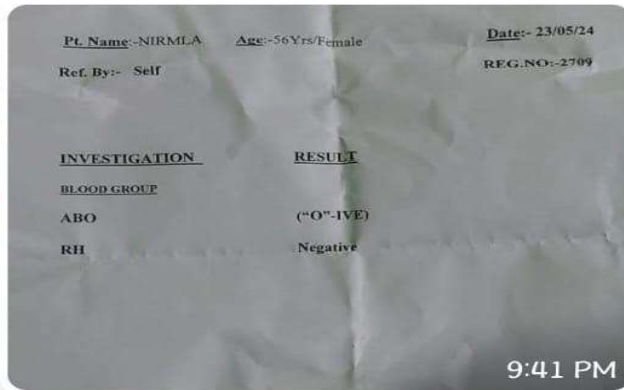 Pt. Name:-NIRMLA Age:-56Yrs/Female Date:- 23/05/24
Ref. By:- Self REG.NO:-2709
INVESTIGATION RESULT
BLOOD GROUP
ABO ("O"-IVE)
RH Negative
9:41 PM